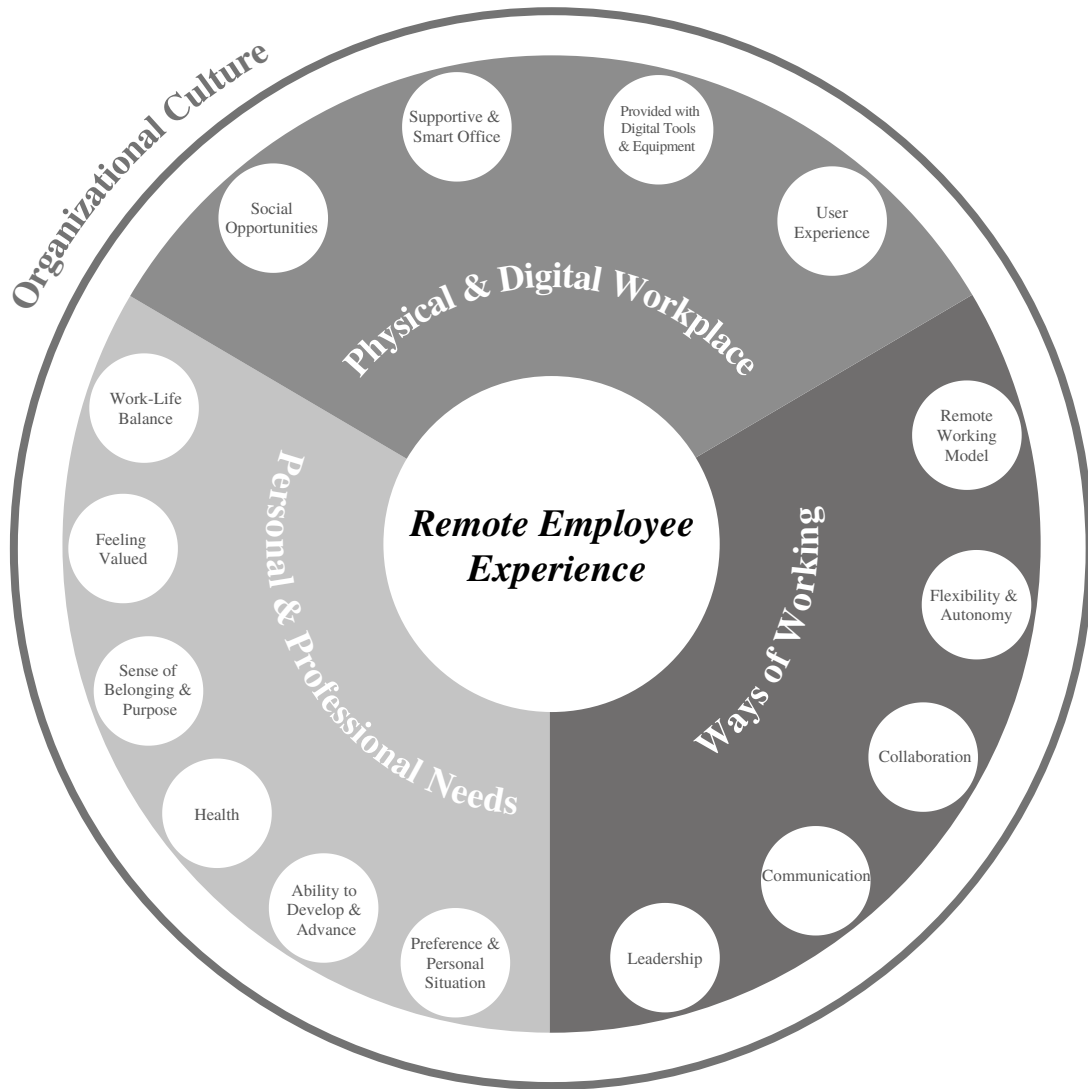 Organizational Culture
Physical & Digital Workplace
Social
Opportunities
Supportive &
Smart Office
Provided with
Digital Tools
& Equipment
User
Experience
Ways of Working
Remote
Working
Model
Flexibility &
Autonomy
Collaboration
Communication
Leadership
Personal & Professional Needs
Work-Life
Balance
Feeling
Valued
Sense of
Belonging &
Purpose
Health
Ability to
Develop &
Advance
Preference &
Personal
Situation
Remote Employee
Experience